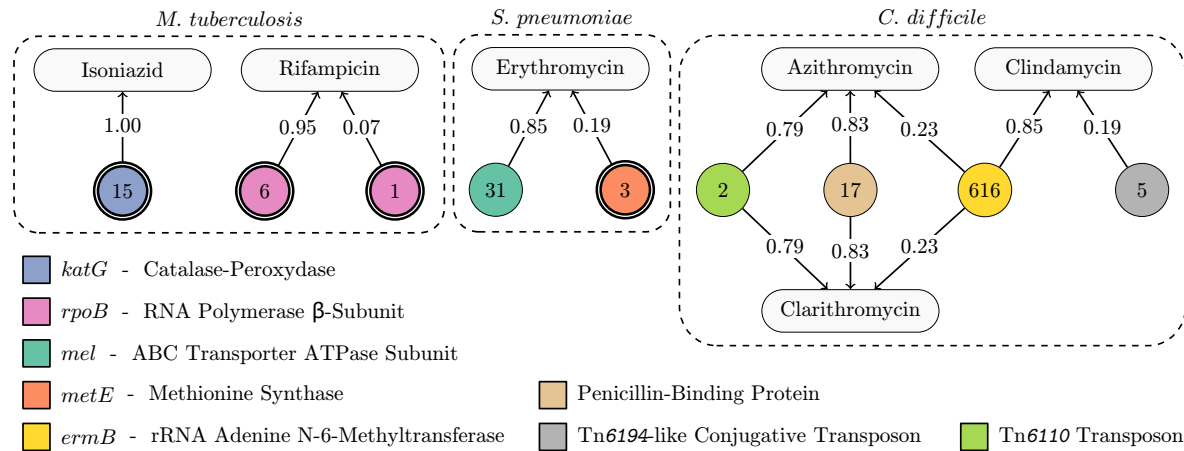 M. tuberculosis S. pneumoniae C. difficile
Isoniazid Rifampicin Erythromycin Azithromycin Clindamycin
1.00 0.95 0.07 0.85 0.19 0.79 0.83 0.23 0.85 0.19
15 6 1 31 3 2 17 616 5
0.79 0.83 0.23
Clarithromycin
katG - Catalase-Peroxydase
rpoB - RNA Polymerase β-Subunit
mel - ABC Transporter ATPase Subunit
metE - Methionine Synthase Penicillin-Binding Protein
ermB - rRNA Adenine N-6-Methyltransferase Tn6194-like Conjugative Transposon Tn6110 Transposon